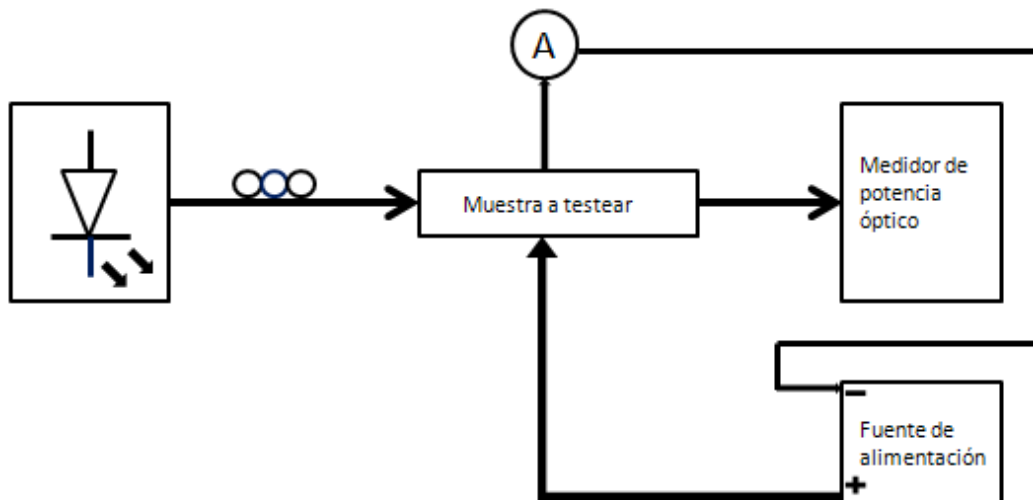 A
Muestra a testear
Medidor de
potencia
óptico
−
Fuente de
alimentación
+